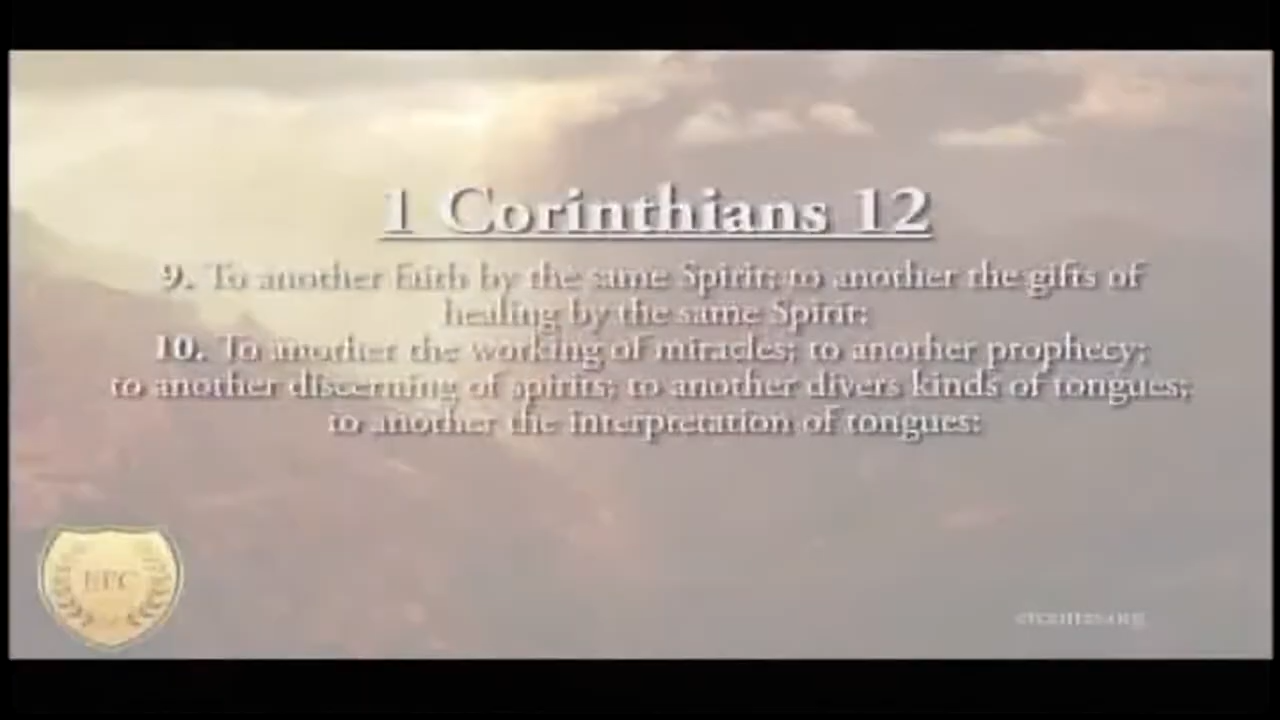 1 Corinthians 12
9. To another faith by the same Spirit; to another the gifts of
healing by the same Spirit;
10. To another the working of miracles; to another prophecy;
to another discerning of spirits; to another divers kinds of tongues;
to another the interpretation of tongues: